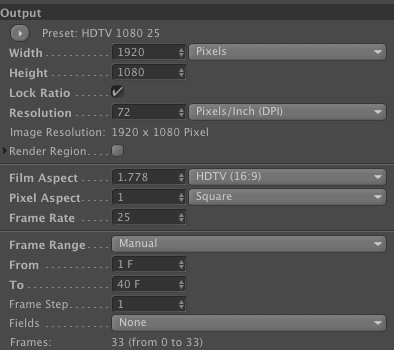 Output
Preset: HDTV 1080 25
Width 1920 Pixels
Height 1080
Lock Ratio
Resolution 72 Pixels/Inch (DPI)
Image Resolution: 1920 x 1080 Pixel
Render Region
Film Aspect 1.778 HDTV (16:9)
Pixel Aspect 1 Square
Frame Rate 25
Frame Range Manual
From 1 F
To 40 F
Frame Step 1
Fields None
Frames: 33 (from 0 to 33)